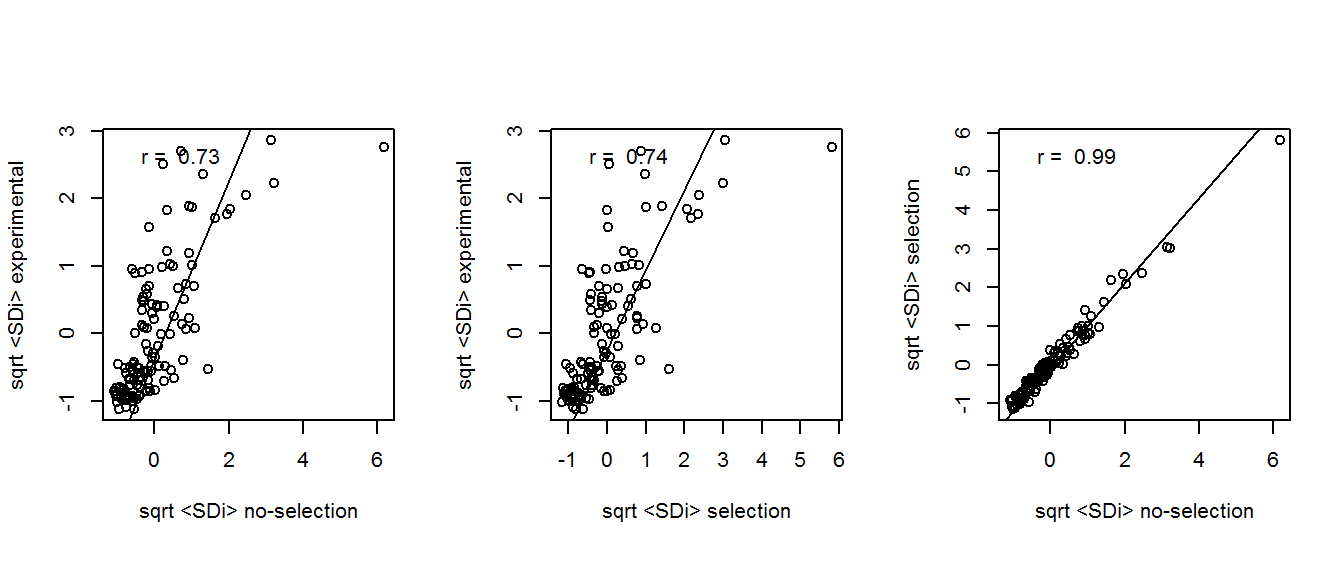 sqrt <SDi> experimental
3
2
1
0
-1
r =  0.73
0 2 4 6
sqrt <SDi> no-selection
sqrt <SDi> experimental
3
2
1
0
-1
r =  0.74
-1 0 1 2 3 4 5 6
sqrt <SDi> selection
sqrt <SDi> selection
6
5
4
3
2
1
0
-1
r =  0.99
0 2 4 6
sqrt <SDi> no-selection